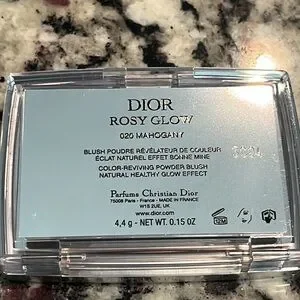 DIOR
ROSY GLOW
020 MAHOGANY
BLUSH POUDRE RÉVÉLATEUR DE COULEUR
ÉCLAT NATUREL EFFET BONNE MINE
COLOR-REVIVING POWDER BLUSH
NATURAL HEALTHY GLOW EFFECT
Parfums Christian Dior
75008 Paris - France - MADE IN FRANCE
W1S 2UE, UK
www.dior.com
4,4 g - NET WT. 0.15 OZ
12M